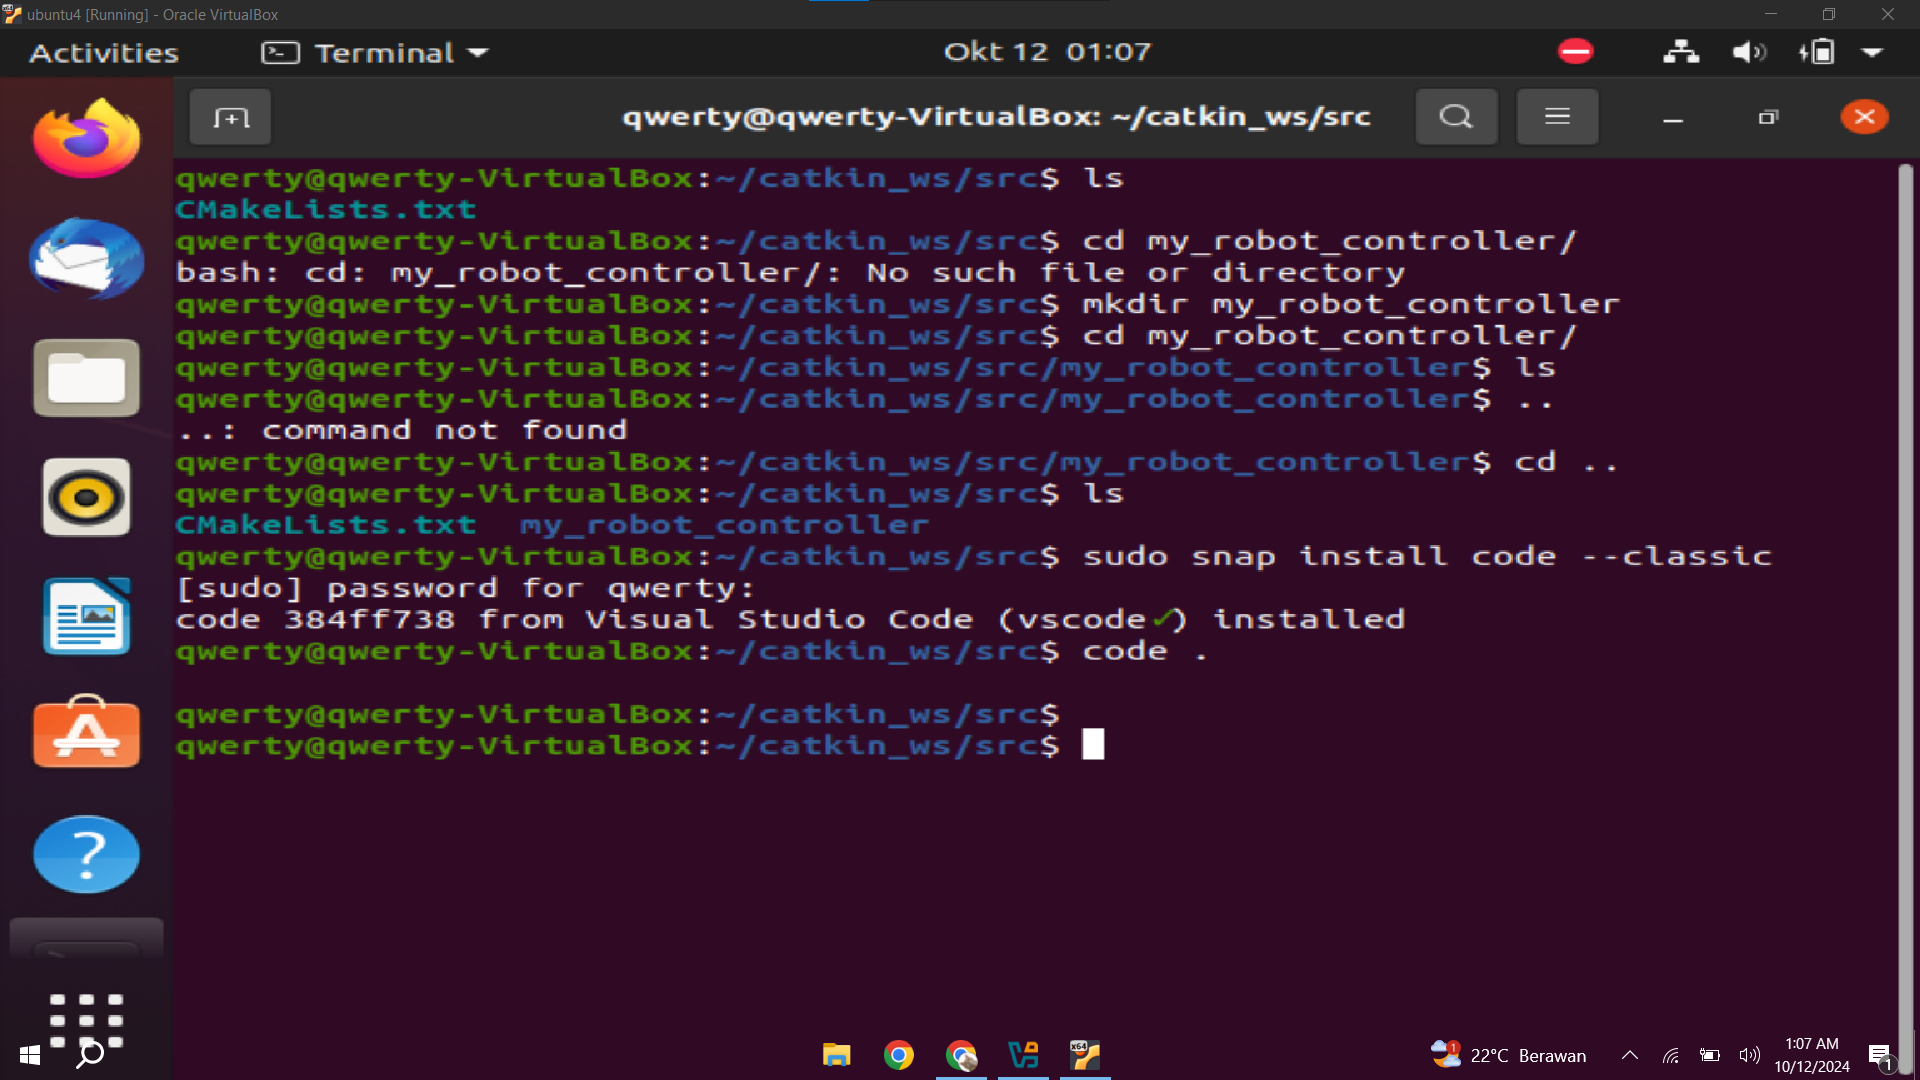 ubuntu4 [Running] - Oracle VirtualBox
Activities
Terminal
Okt 12 01:07
qwerty@qwerty-VirtualBox: ~/catkin_ws/src
qwerty@qwerty-VirtualBox:~/catkin_ws/src$ ls
CMakeLists.txt
qwerty@qwerty-VirtualBox:~/catkin_ws/src$ cd my_robot_controller/
bash: cd: my_robot_controller/: No such file or directory
qwerty@qwerty-VirtualBox:~/catkin_ws/src$ mkdir my_robot_controller
qwerty@qwerty-VirtualBox:~/catkin_ws/src$ cd my_robot_controller/
qwerty@qwerty-VirtualBox:~/catkin_ws/src/my_robot_controller$ ls
qwerty@qwerty-VirtualBox:~/catkin_ws/src/my_robot_controller$ ..
..: command not found
qwerty@qwerty-VirtualBox:~/catkin_ws/src/my_robot_controller$ cd ..
qwerty@qwerty-VirtualBox:~/catkin_ws/src$ ls
CMakeLists.txt  my_robot_controller
qwerty@qwerty-VirtualBox:~/catkin_ws/src$ sudo snap install code --classic
[sudo] password for qwerty:
code 384ff738 from Visual Studio Code (vscode✓) installed
qwerty@qwerty-VirtualBox:~/catkin_ws/src$ code .
qwerty@qwerty-VirtualBox:~/catkin_ws/src$
qwerty@qwerty-VirtualBox:~/catkin_ws/src$
x64
1
22°C Berawan
1:07 AM
10/12/2024
1